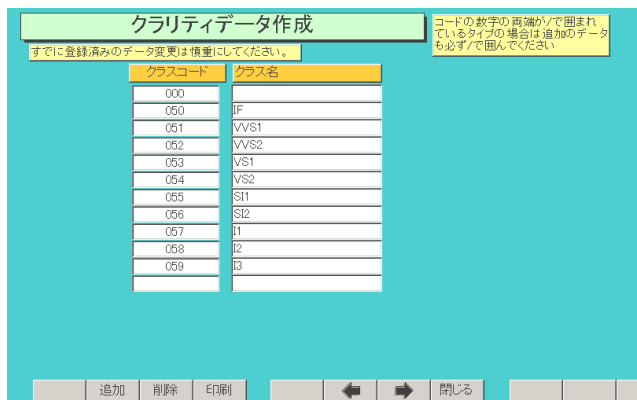 クラリティデータ作成
コードの数字の両端が/で囲まれ
ているタイプの場合は追加のデータ
も必ず/で囲んでください
すでに登録済みのデータ変更は慎重にしてください。
クラスコード クラス名
000
050 IF
051 VVS1
052 VVS2
053 VS1
054 VS2
055 SI1
056 SI2
057 I1
058 I2
059 I3
追加 削除 印刷 閉じる